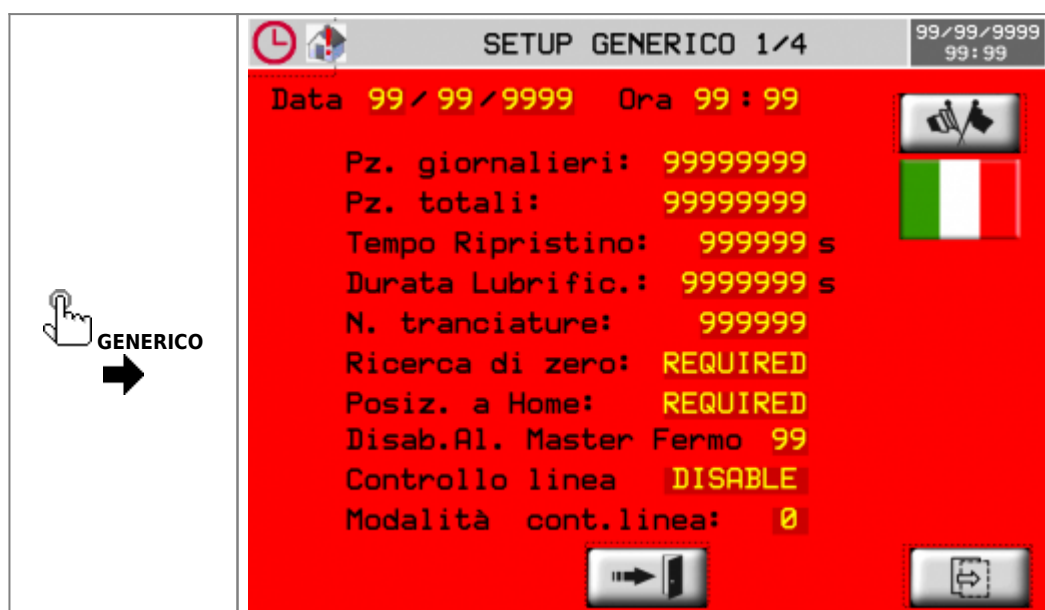 GENERICO
SETUP GENERICO 1/4
99/99/9999
99:99
Data 99/99/9999 Ora 99:99
Pz. giornalieri: 99999999
Pz. totali: 99999999
Tempo Ripristino: 999999 s
Durata Lubrific.: 9999999 s
N. tranciature: 999999
Ricerca di zero: REQUIRED
Posiz. a Home: REQUIRED
Disab.Al. Master Fermo 99
Controllo linea DISABLE
Modalità cont.linea: 0